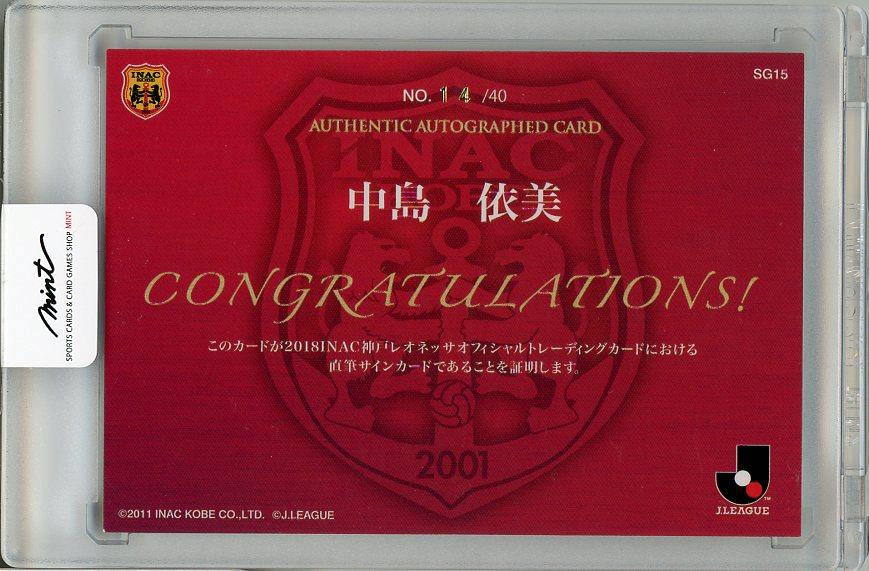 INAC
KOBE
SG15
NO. 14 /40
AUTHENTIC AUTOGRAPHED CARD
INAC
中島 依美
CONGRATULATIONS!
このカードが2018INAC神戸レオネッサオフィシャルトレーディングカードにおける
直筆サインカードであることを証明します。
2001
J.LEAGUE
TM
©2011 INAC KOBE CO.,LTD. ©J.LEAGUE
mint
SPORTS CARDS & CARD GAMES SHOP MINT